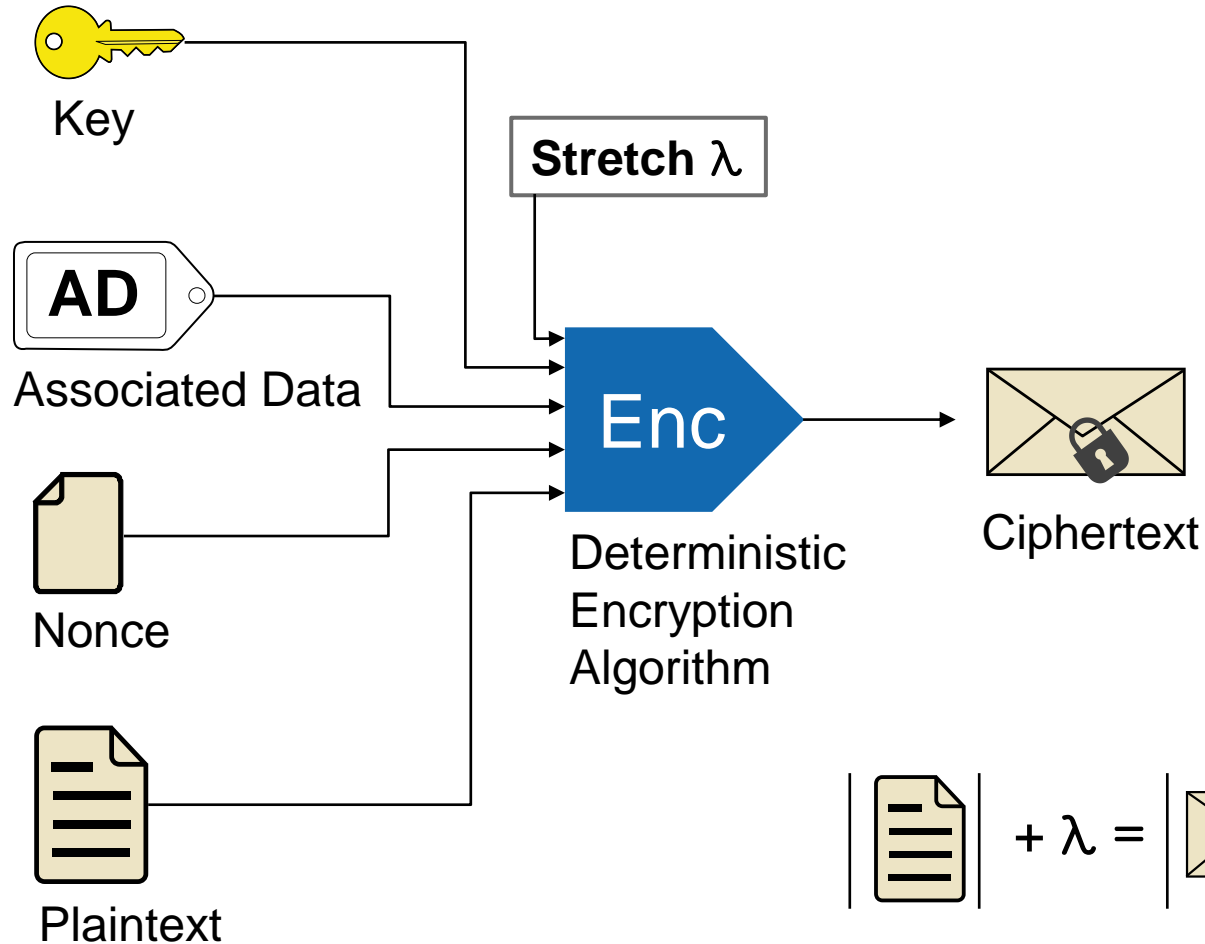 Key
Stretch λ
AD
Associated Data
Enc
Nonce
Deterministic
Encryption
Algorithm
Ciphertext
+ λ =
Plaintext